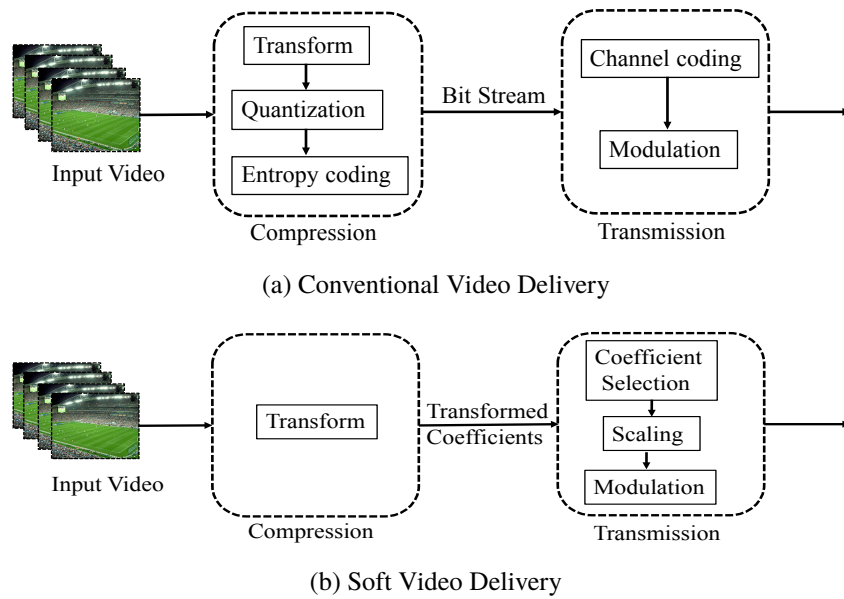 Transform
Quantization
Entropy coding
Input Video
Compression
Bit Stream
Channel coding
Modulation
Transmission
(a) Conventional Video Delivery
Transform
Input Video
Compression
Transformed
Coefficients
Coefficient
Selection
Scaling
Modulation
Transmission
(b) Soft Video Delivery